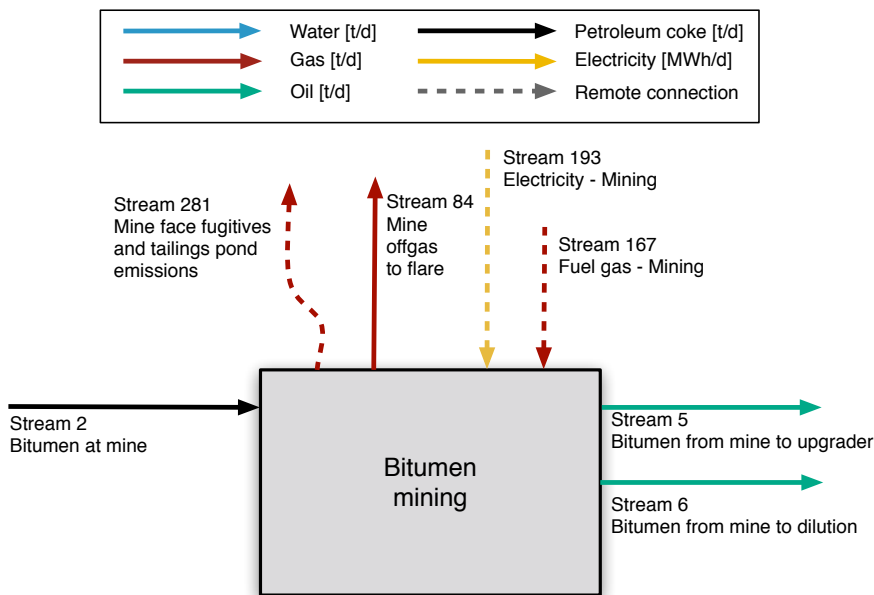 Water [t/d]
Petroleum coke [t/d]
Gas [t/d]
Electricity [MWh/d]
Oil [t/d]
Remote connection
Stream 193
Electricity - Mining
Stream 281
Mine face fugitives
and tailings pond
emissions
Stream 84
Mine
offgas
to flare
Stream 167
Fuel gas - Mining
Stream 2
Bitumen at mine
Bitumen
mining
Stream 5
Bitumen from mine to upgrader
Stream 6
Bitumen from mine to dilution